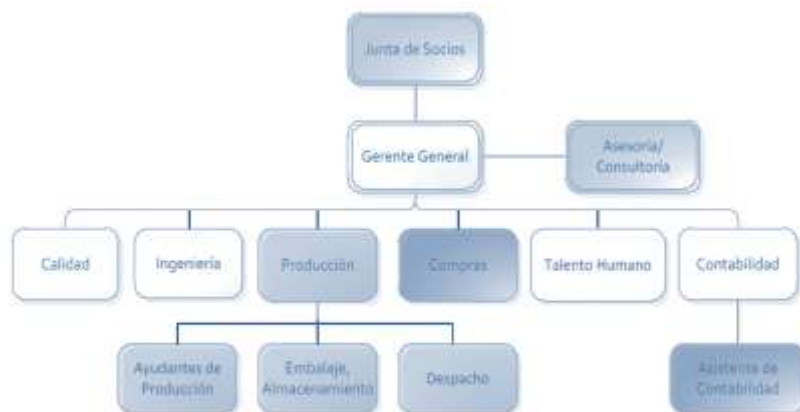 Junta de Socios
Gerente General
Asesoría/
Consultoría
Calidad
Ingeniería
Producción
Compras
Talento Humano
Contabilidad
Ayudantes de
Producción
Embalaje,
Almacenamiento
Despacho
Asistente de
Contabilidad